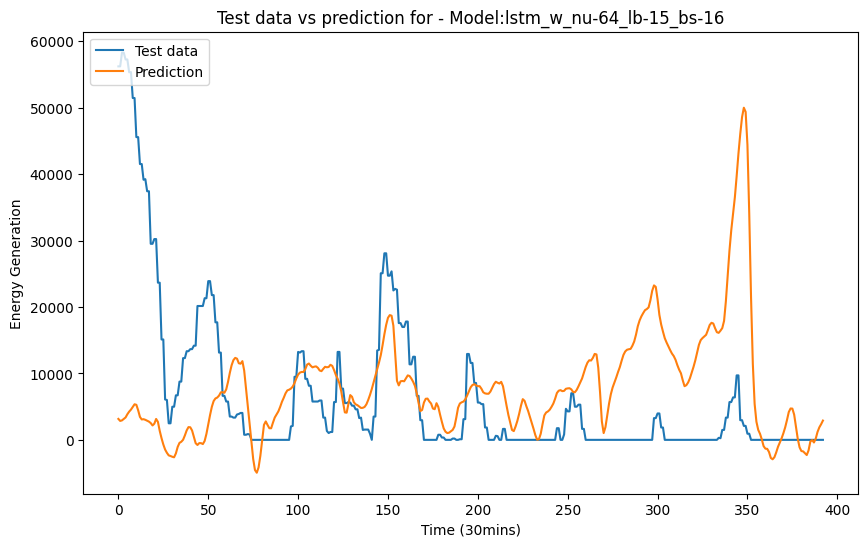 Test data vs prediction for - Model:lstm_w_nu-64_lb-15_bs-16
Test data
Prediction
60000
50000
40000
30000
20000
10000
0
Energy Generation
0 50 100 150 200 250 300 350 400
Time (30mins)